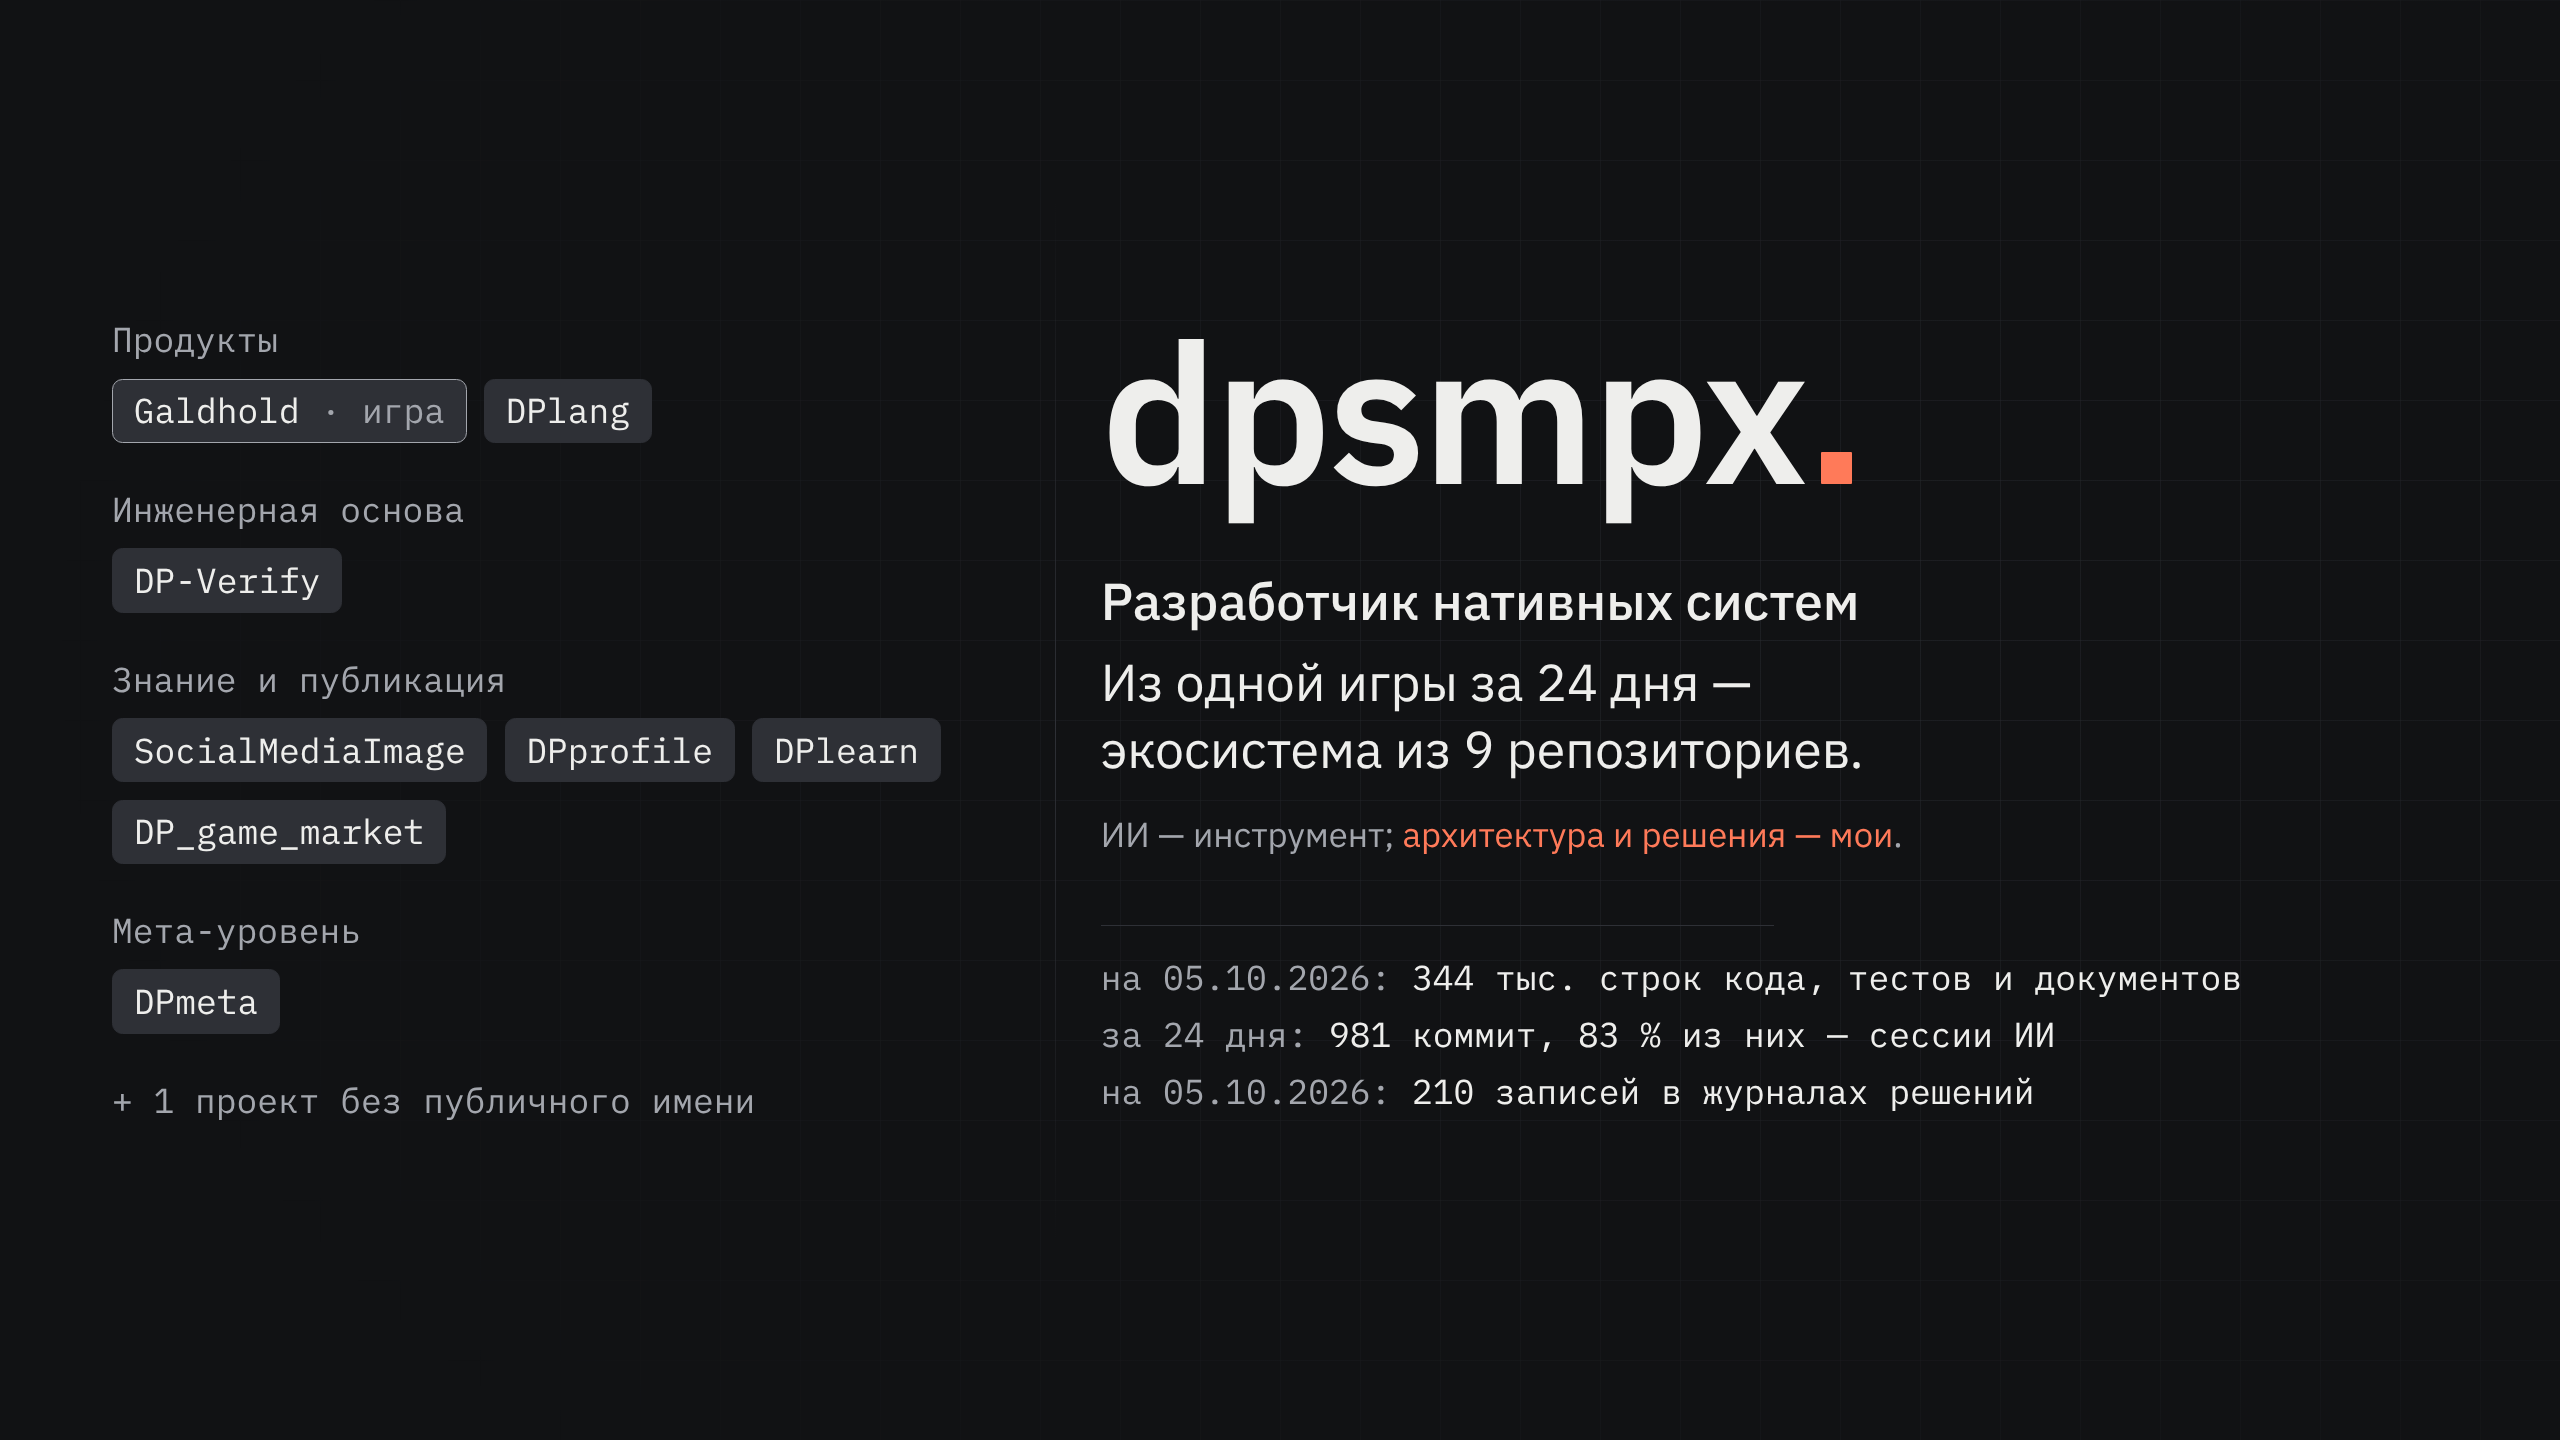 Продукты
Galdhold · игра DPlang
Инженерная основа
DP-Verify
Знание и публикация
SocialMediaImage DPprofile DPlearn
DP_game_market
Мета-уровень
DPmeta
+ 1 проект без публичного имени
dpsmpx.
Разработчик нативных систем
Из одной игры за 24 дня —
экосистема из 9 репозиториев.
ИИ — инструмент; архитектура и решения — мои.
на 05.10.2026: 344 тыс. строк кода, тестов и документов
за 24 дня: 981 коммит, 83 % из них — сессии ИИ
на 05.10.2026: 210 записей в журналах решений